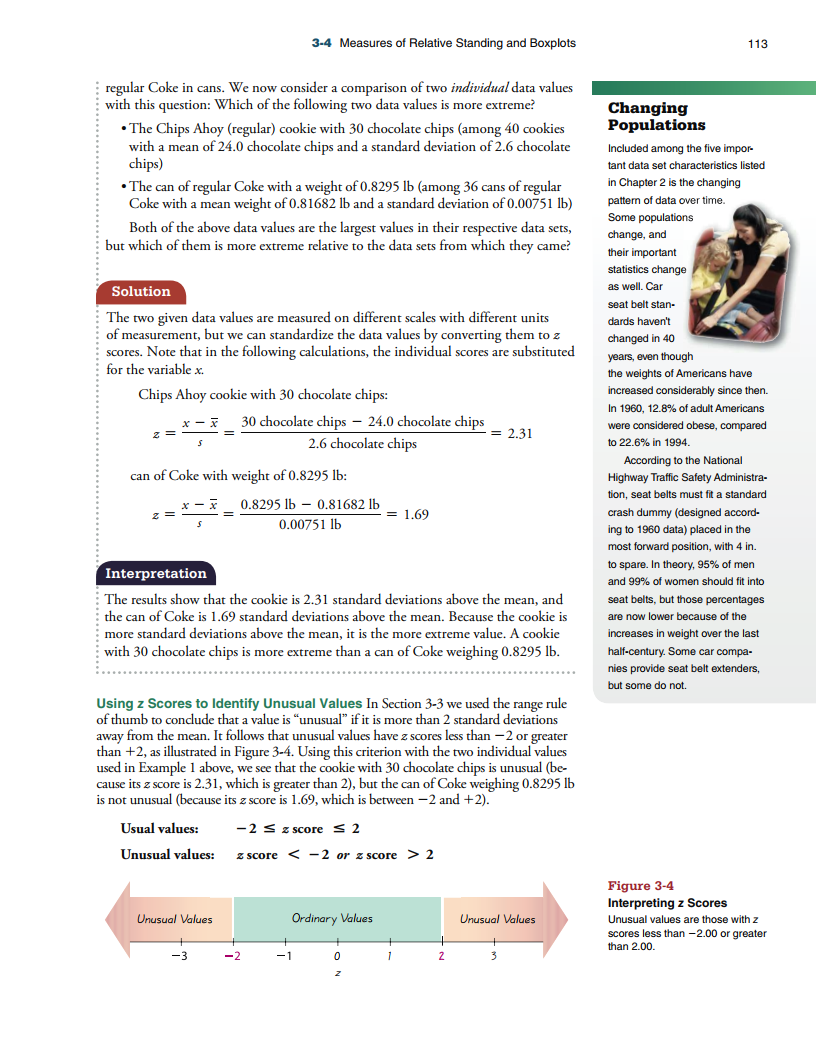 3-4 Measures of Relative Standing and Boxplots 113
regular Coke in cans. We now consider a comparison of two individual data values
with this question: Which of the following two data values is more extreme?
• The Chips Ahoy (regular) cookie with 30 chocolate chips (among 40 cookies
with a mean of 24.0 chocolate chips and a standard deviation of 2.6 chocolate
chips)
• The can of regular Coke with a weight of 0.8295 lb (among 36 cans of regular
Coke with a mean weight of 0.81682 lb and a standard deviation of 0.00751 lb)
Both of the above data values are the largest values in their respective data sets,
but which of them is more extreme relative to the data sets from which they came?
Solution
The two given data values are measured on different scales with different units
of measurement, but we can standardize the data values by converting them to z
scores. Note that in the following calculations, the individual scores are substituted
for the variable x.
Chips Ahoy cookie with 30 chocolate chips:
z = (x − x̅)/s = (30 chocolate chips − 24.0 chocolate chips)/(2.6 chocolate chips) = 2.31
can of Coke with weight of 0.8295 lb:
z = (x − x̅)/s = (0.8295 lb − 0.81682 lb)/(0.00751 lb) = 1.69
Interpretation
The results show that the cookie is 2.31 standard deviations above the mean, and
the can of Coke is 1.69 standard deviations above the mean. Because the cookie is
more standard deviations above the mean, it is the more extreme value. A cookie
with 30 chocolate chips is more extreme than a can of Coke weighing 0.8295 lb.
Using z Scores to Identify Unusual Values In Section 3-3 we used the range rule
of thumb to conclude that a value is “unusual” if it is more than 2 standard deviations
away from the mean. It follows that unusual values have z scores less than −2 or greater
than +2, as illustrated in Figure 3-4. Using this criterion with the two individual values
used in Example 1 above, we see that the cookie with 30 chocolate chips is unusual (be-
cause its z score is 2.31, which is greater than 2), but the can of Coke weighing 0.8295 lb
is not unusual (because its z score is 1.69, which is between −2 and +2).
Usual values: −2 ≤ z score ≤ 2
Unusual values: z score < −2 or z score > 2
Unusual Values Ordinary Values Unusual Values
−3 −2 −1 0 1 2 3
z
Figure 3-4
Interpreting z Scores
Unusual values are those with z
scores less than −2.00 or greater
than 2.00.
Changing
Populations
Included among the five impor-
tant data set characteristics listed
in Chapter 2 is the changing
pattern of data over time.
Some populations
change, and
their important
statistics change
as well. Car
seat belt stan-
dards haven't
changed in 40
years, even though
the weights of Americans have
increased considerably since then.
In 1960, 12.8% of adult Americans
were considered obese, compared
to 22.6% in 1994.
According to the National
Highway Traffic Safety Administra-
tion, seat belts must fit a standard
crash dummy (designed accord-
ing to 1960 data) placed in the
most forward position, with 4 in.
to spare. In theory, 95% of men
and 99% of women should fit into
seat belts, but those percentages
are now lower because of the
increases in weight over the last
half-century. Some car compa-
nies provide seat belt extenders,
but some do not.